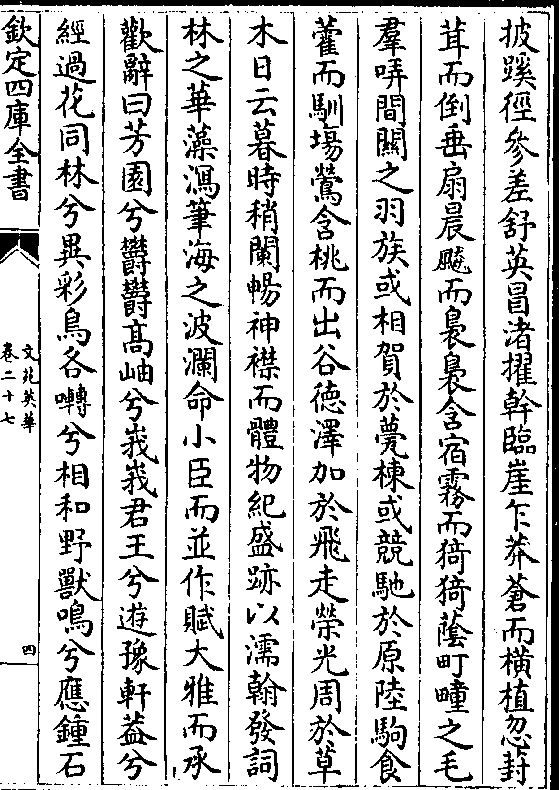 披蹊徑參差舒英冒渚擢幹臨崖乍莽蒼而橫植忽葑
茸而倒垂扇晨飈而裊裊含宿霧而猗猗蔭町疃之毛
羣哢間關之羽族或相賀於甍棟或競馳於原陸駒食
藿而馴場鶯含桃而出谷德澤加於飛走榮光周於草
木日云暮時稍闌暢神襟而體物紀盛跡以濡翰發詞
林之華藻瀉筆海之波瀾命小臣而並作賦大雅而承
歡辭曰芳園兮鬱鬱高岫兮峩峩君王兮遊豫軒葢兮
經過花同林兮異彩鳥各囀兮相和野獸鳴兮應鍾石
欽定四庫全書
文苑英華
卷二十七
四